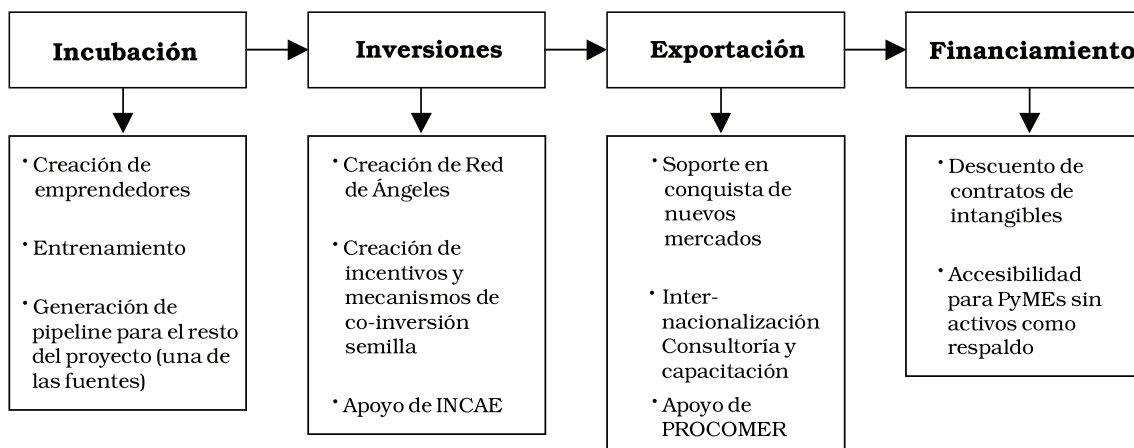 Incubación
Inversiones
Exportación
Financiamiento
· Creación de
emprendedores
· Entrenamiento
· Generación de
pipeline para el resto
del proyecto (una de
las fuentes)
· Creación de Red
de Ángeles
· Creación de
incentivos y
mecanismos de
co-inversión
semilla
· Apoyo de INCAE
· Soporte en
conquista de
nuevos
mercados
· Inter-
nacionalización
Consultoría y
capacitación
· Apoyo de
PROCOMER
· Descuento de
contratos de
intangibles
· Accesibilidad
para PyMEs sin
activos como
respaldo